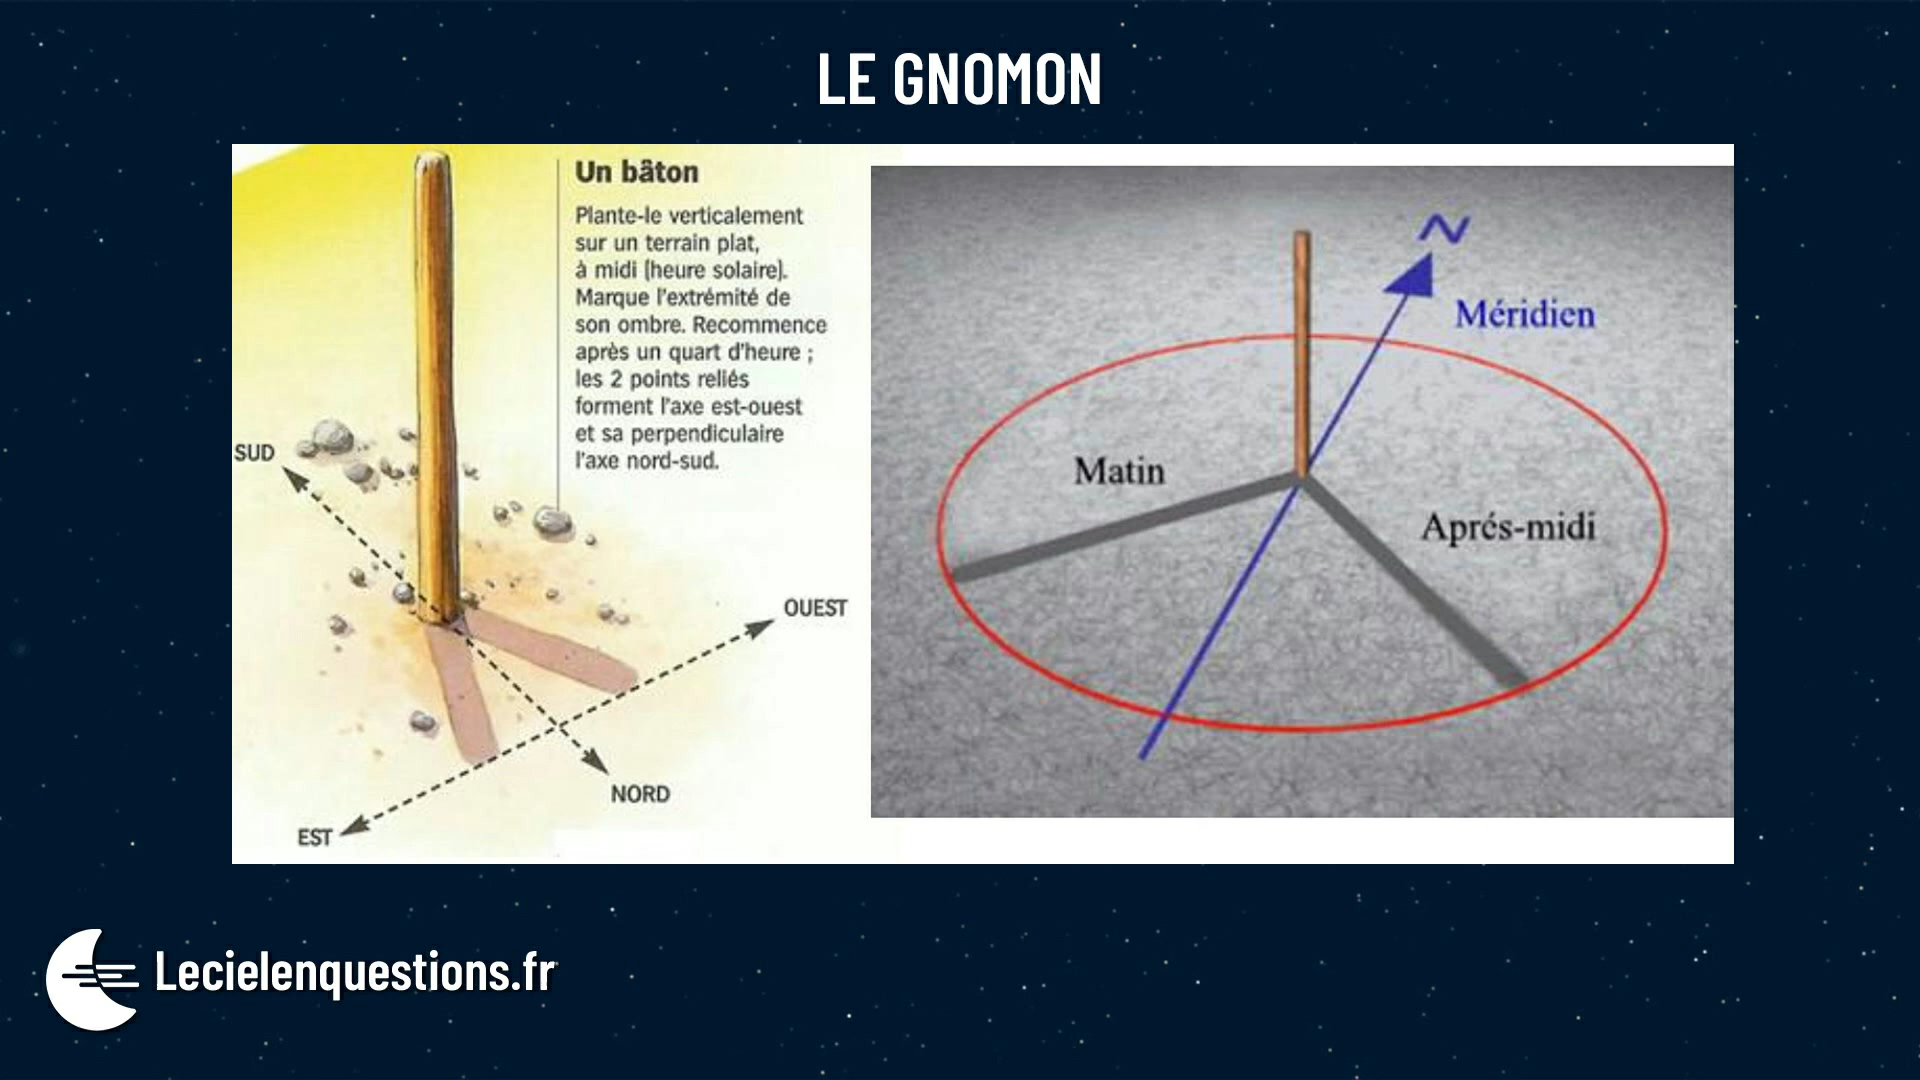 LE GNOMON
Un bâton
Plante-le verticalement
sur un terrain plat,
à midi (heure solaire).
Marque l'extrémité de
son ombre. Recommence
après un quart d'heure ;
les 2 points reliés
forment l'axe est-ouest
et sa perpendiculaire
l'axe nord-sud.
SUD
OUEST
NORD
EST
N
Méridien
Matin
Aprés-midi
Lecielenquestions.fr